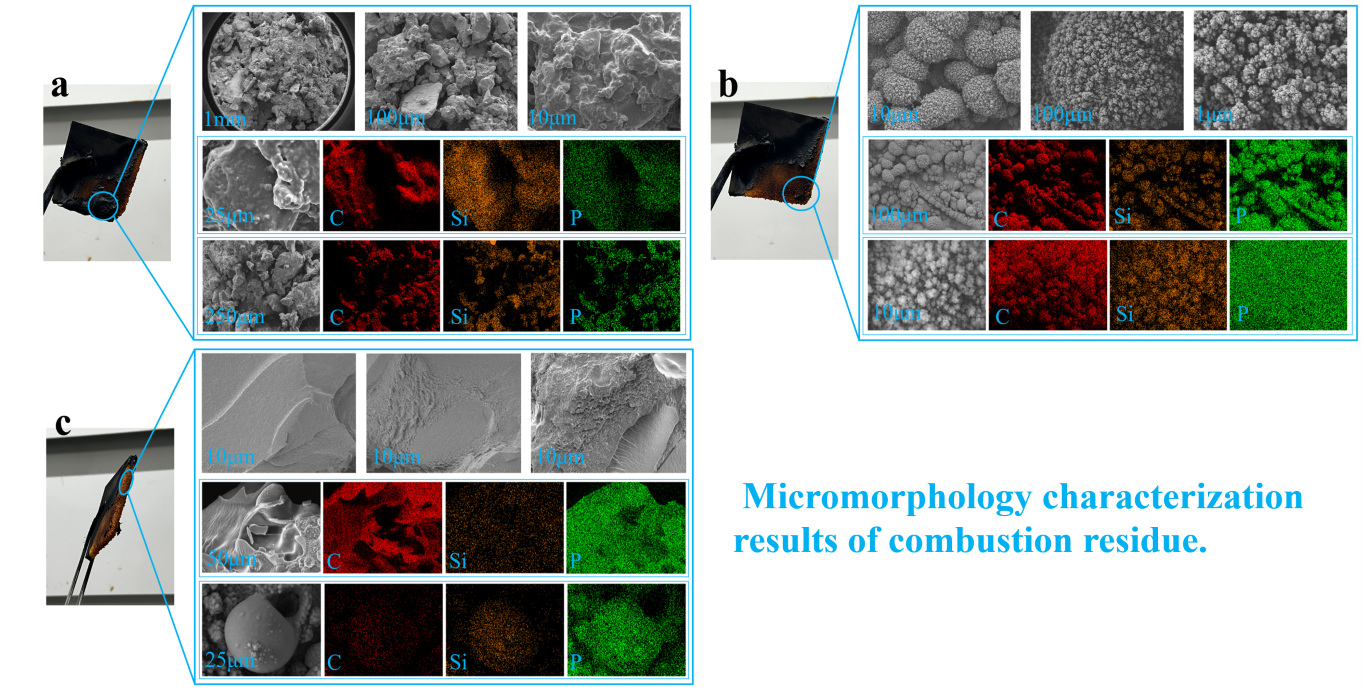 a
1mm
100μm
10μm
25μm
C
Si
P
250μm
C
Si
P
b
10μm
100μm
1μm
100μm
C
Si
P
10μm
C
Si
P
c
10μm
10μm
10μm
50μm
C
Si
P
25μm
C
Si
P
Micromorphology characterization
results of combustion residue.